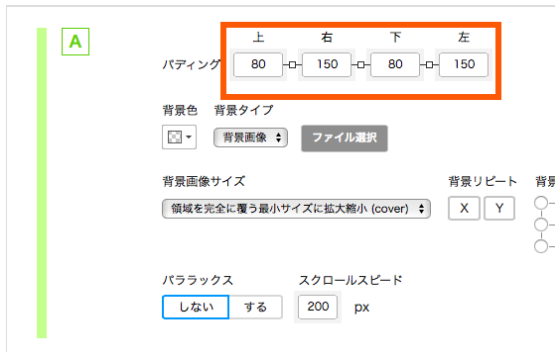 A
上 右 下 左
パディング 80 150 80 150
背景色 背景タイプ
背景画像 ファイル選択
背景画像サイズ 背景リピート 背景
領域を完全に覆う最小サイズに拡大縮小 (cover) X Y
パララックス スクロールスピード
しない する 200 px